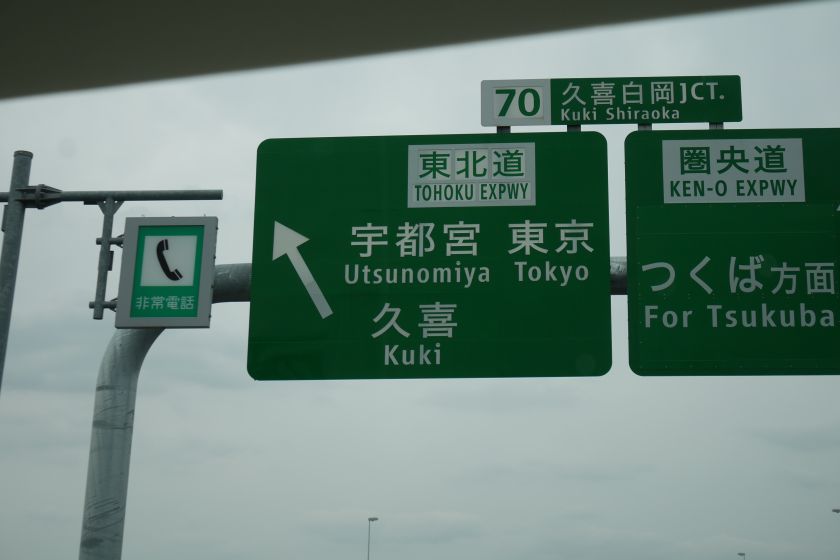 70 久喜白岡JCT.
Kuki Shiraoka
東北道
TOHOKU EXPWY
宇都宮 東京
Utsunomiya Tokyo
久喜
Kuki
圏央道
KEN-O EXPWY
つくば方面
For Tsukuba
非常電話